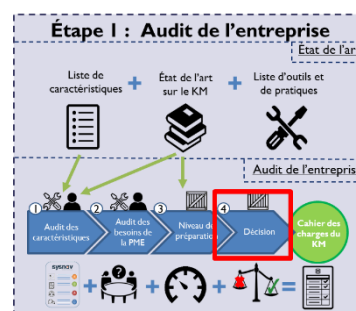 Étape 1 : Audit de l'entreprise
État de l'ar
Liste de
caractéristiques
État de l'art
sur le KM
Liste d'outils et
de pratiques
Audit de l'entrepris
1
Audit des
caractéristiques
2
Audit des
besoins de
la PME
3
Niveau de
préparation
4
Décision
Cahier des
charges du
KM
sysnav